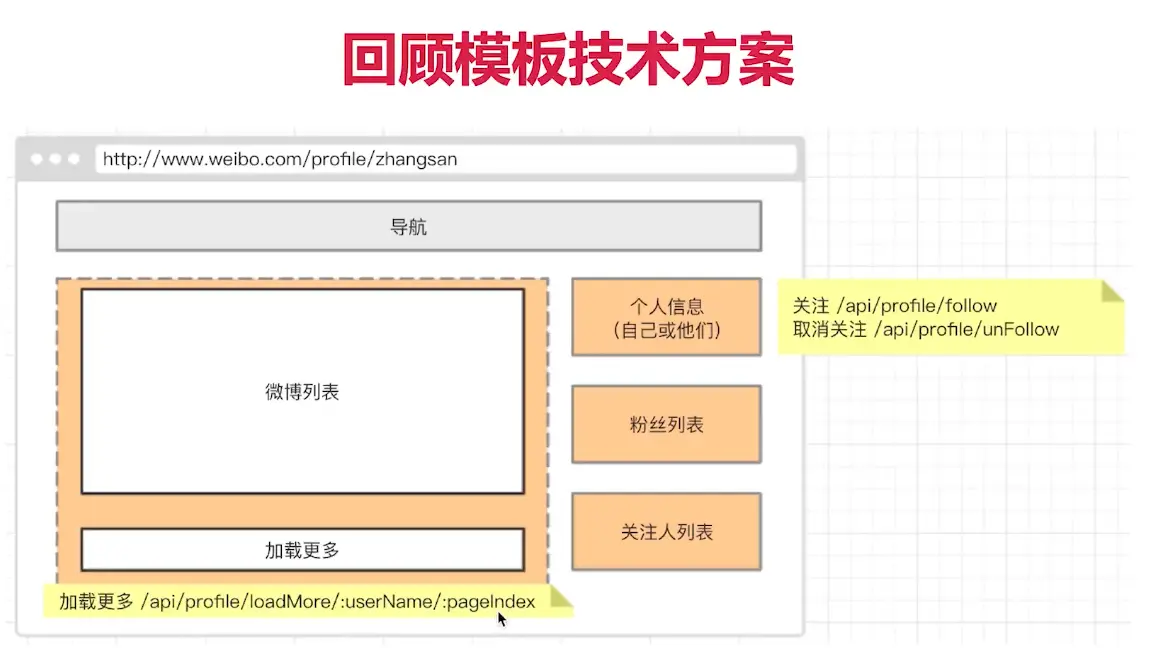 回顾模板技术方案
http://www.weibo.com/profile/zhangsan
导航
微博列表
加载更多
加载更多 /api/profile/loadMore/:userName/:pageIndex
个人信息
(自己或他们)
关注 /api/profile/follow
取消关注 /api/profile/unFollow
粉丝列表
关注人列表